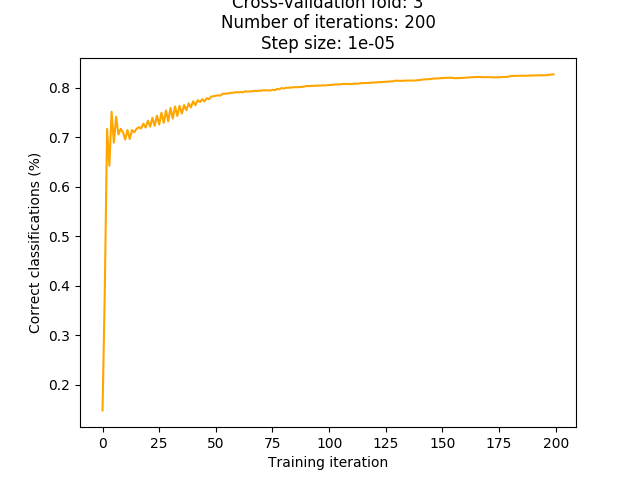 Cross-validation fold: 3
Number of iterations: 200
Step size: 1e-05
0.8
0.7
0.6
0.5
0.4
0.3
0.2
Correct classifications (%)
0 25 50 75 100 125 150 175 200
Training iteration